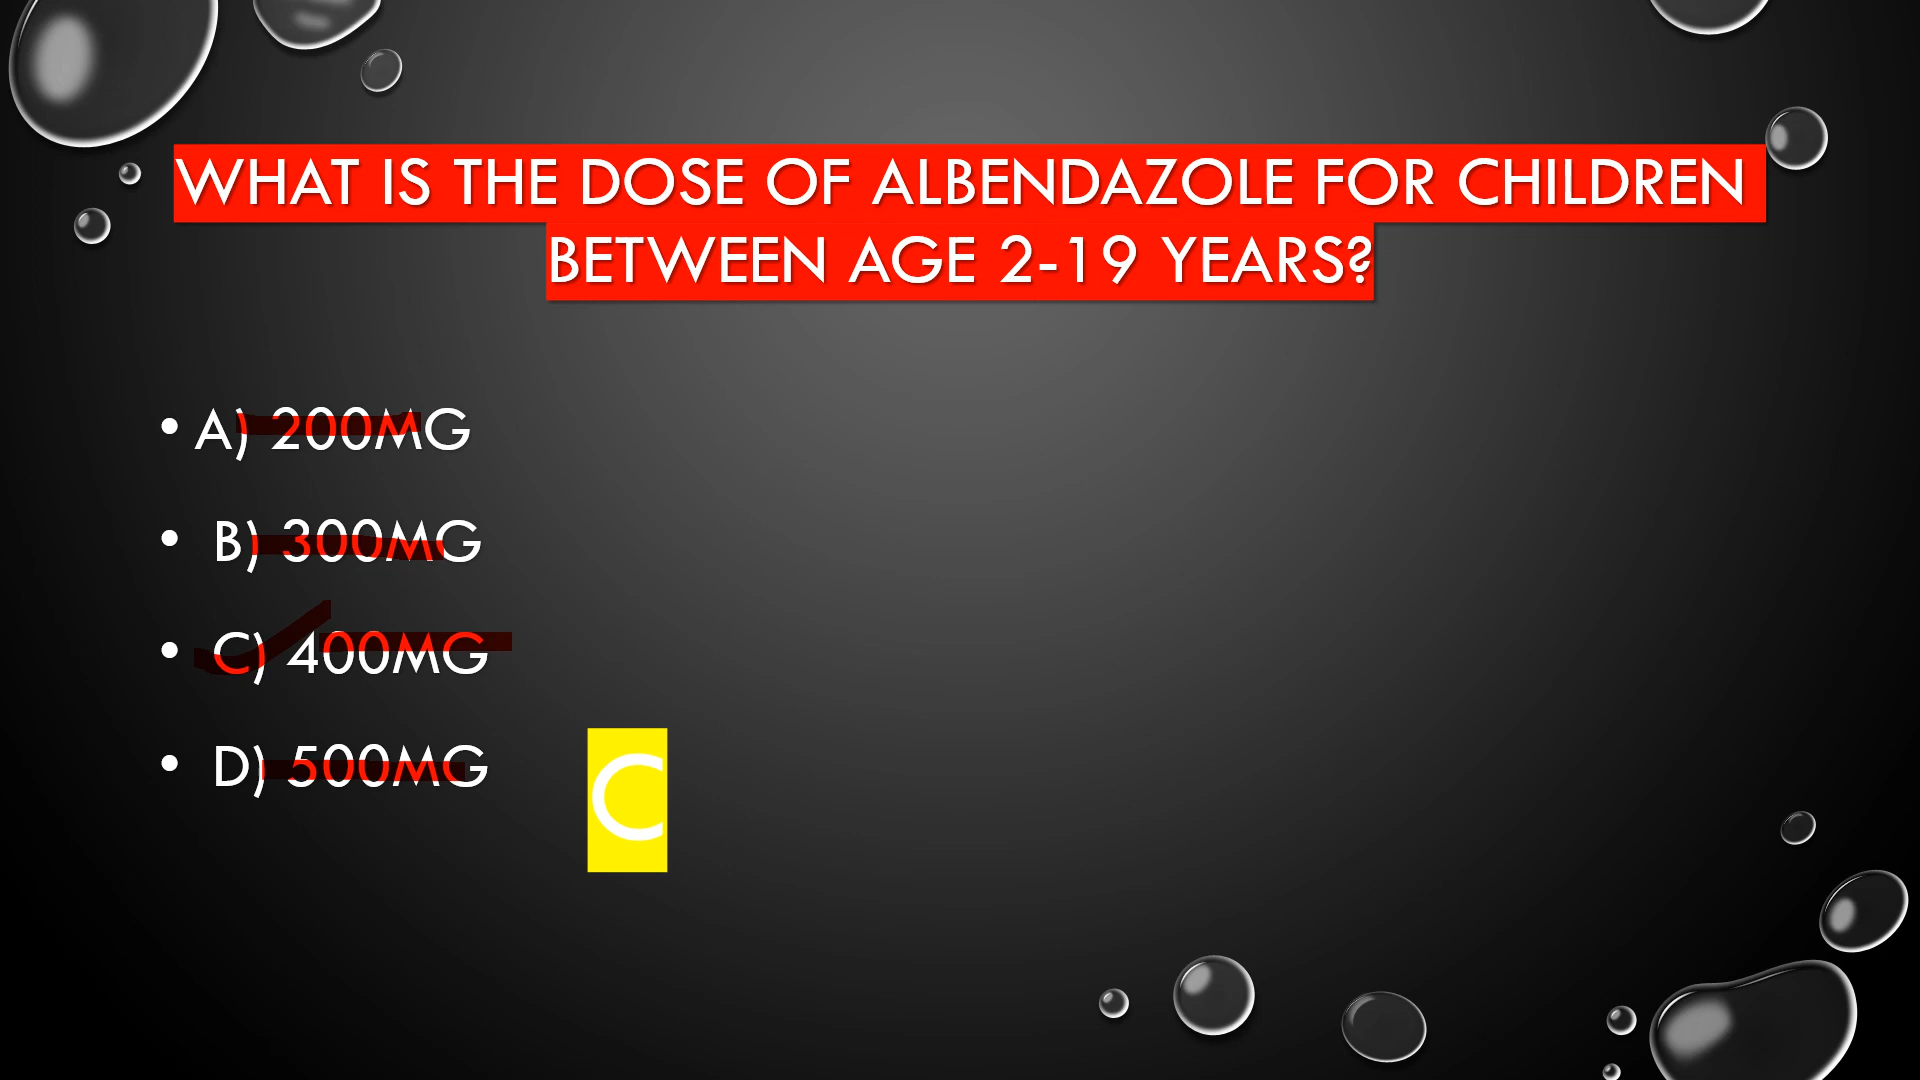 WHAT IS THE DOSE OF ALBENDAZOLE FOR CHILDREN
BETWEEN AGE 2-19 YEARS?
• A) 200MG
• B) 300MG
• C) 400MG
• D) 500MG
C